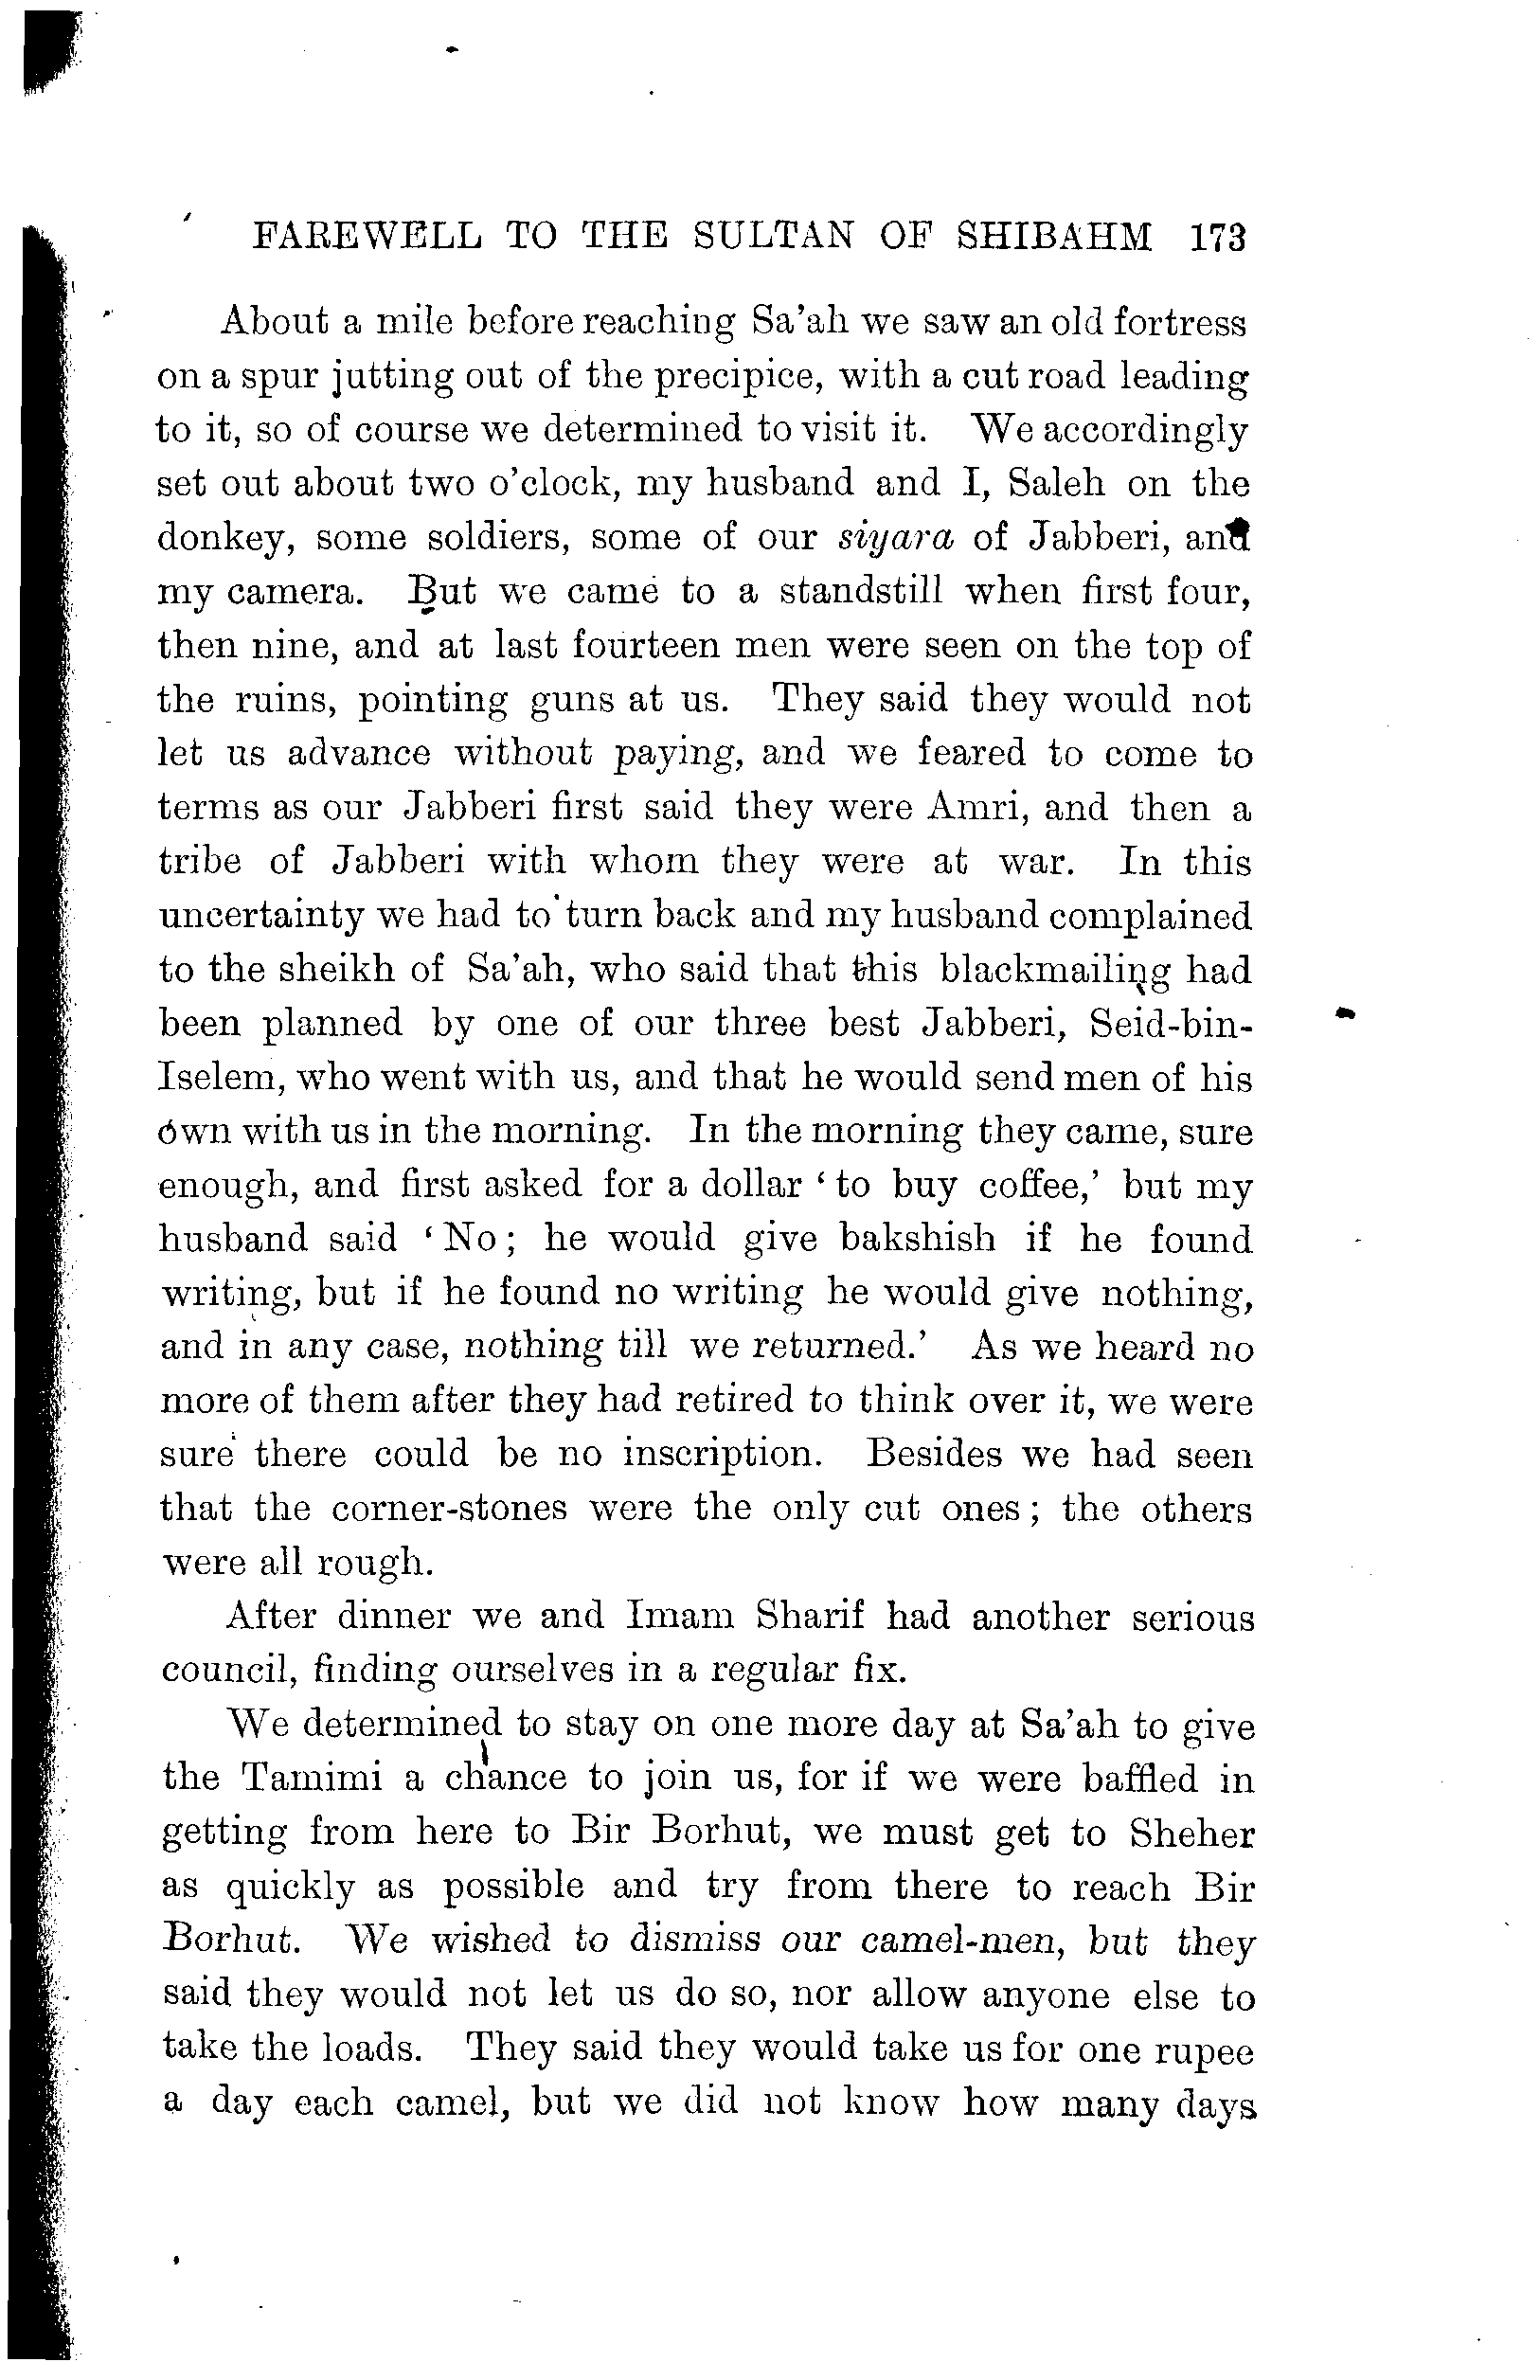 FAREWELL TO THE SULTAN OF SHIBAHM 173
About a mile before reaching Sa'ah we saw an old fortress
on a spur jutting out of the precipice, with a cut road leading
to it, so of course we determined to visit it. We accordingly
set out about two o'clock, my husband and I, Saleh on the
donkey, some soldiers, some of our siyara of Jabberi, and
my camera. But we came to a standstill when first four,
then nine, and at last fourteen men were seen on the top of
the ruins, pointing guns at us. They said they would not
let us advance without paying, and we feared to come to
terms as our Jabberi first said they were Amri, and then a
tribe of Jabberi with whom they were at war. In this
uncertainty we had to turn back and my husband complained
to the sheikh of Sa'ah, who said that this blackmailing had
been planned by one of our three best Jabberi, Seid-bin-
Iselem, who went with us, and that he would send men of his
own with us in the morning. In the morning they came, sure
enough, and first asked for a dollar ‘to buy coffee,’ but my
husband said ‘No; he would give bakshish if he found
writing, but if he found no writing he would give nothing,
and in any case, nothing till we returned.’ As we heard no
more of them after they had retired to think over it, we were
sure there could be no inscription. Besides we had seen
that the corner-stones were the only cut ones; the others
were all rough.
After dinner we and Imam Sharif had another serious
council, finding ourselves in a regular fix.
We determined to stay on one more day at Sa'ah to give
the Tamimi a chance to join us, for if we were baffled in
getting from here to Bir Borhut, we must get to Sheher
as quickly as possible and try from there to reach Bir
Borhut. We wished to dismiss our camel-men, but they
said they would not let us do so, nor allow anyone else to
take the loads. They said they would take us for one rupee
a day each camel, but we did not know how many days